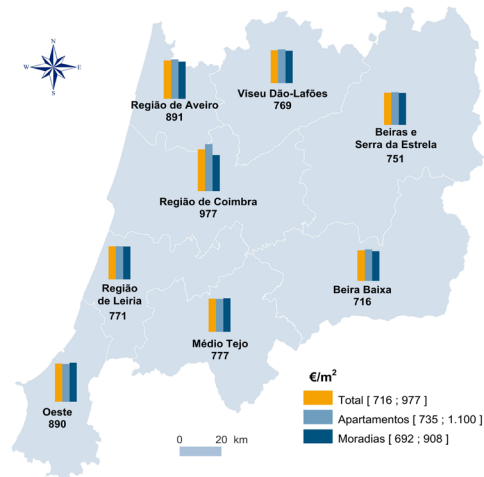 N
W
E
S
Região de Aveiro
891
Viseu Dão-Lafões
769
Beiras e
Serra da Estrela
751
Região de Coimbra
977
Região
de Leiria
771
Beira Baixa
716
Médio Tejo
777
Oeste
890
€/m²
Total [ 716 ; 977 ]
Apartamentos [ 735 ; 1.100 ]
Moradias [ 692 ; 908 ]
0 20 km